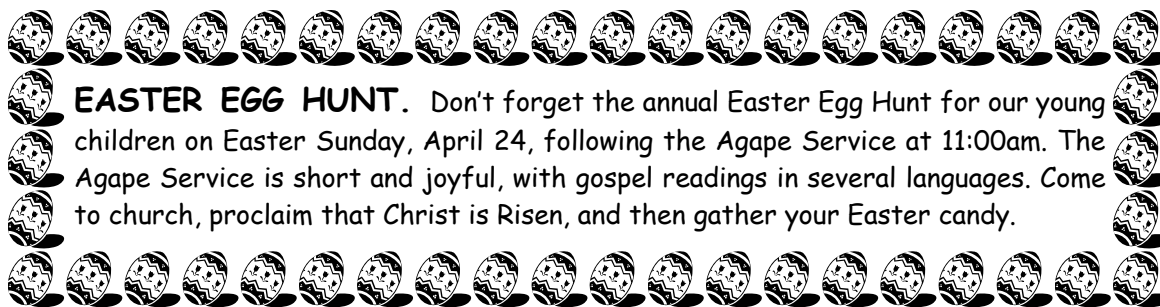 EASTER EGG HUNT. Don't forget the annual Easter Egg Hunt for our young
children on Easter Sunday, April 24, following the Agape Service at 11:00am. The
Agape Service is short and joyful, with gospel readings in several languages. Come
to church, proclaim that Christ is Risen, and then gather your Easter candy.